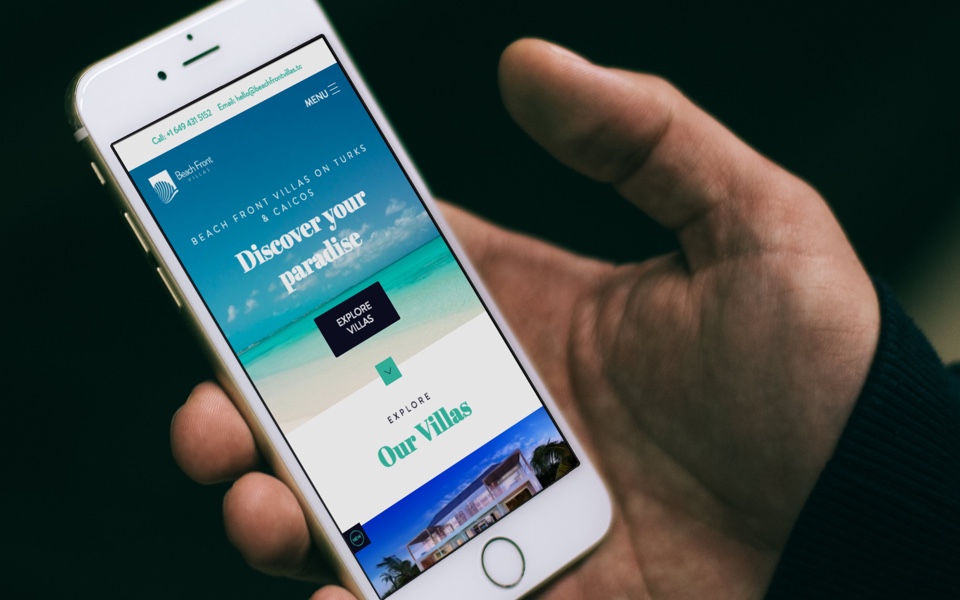 Call: +1 649 431 5152 Email: hello@beachfrontvillas.tc
MENU
Beach Front
VILLAS
BEACH FRONT VILLAS ON TURKS
& CAICOS
Discover your
paradise
EXPLORE
VILLAS
EXPLORE
Our Villas
NEW